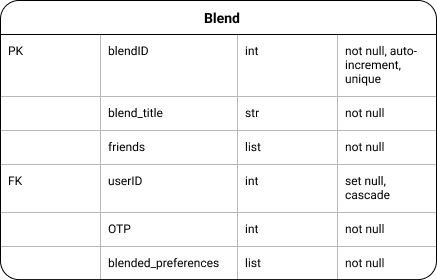 Blend
PK blendID int not null, auto-
increment,
unique
blend_title str not null
friends list not null
FK userID int set null,
cascade
OTP int not null
blended_preferences list not null